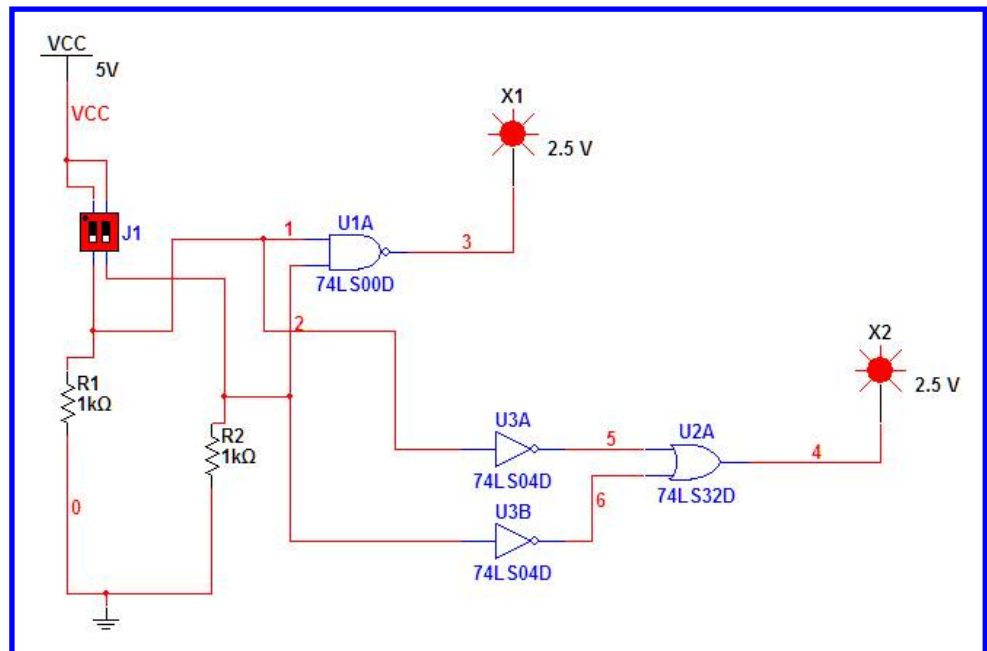 VCC
5V
VCC
X1
2.5 V
J1
1
U1A
3
74LS00D
2
X2
2.5 V
R1
1kΩ
R2
1kΩ
U3A
5
U2A
4
74LS04D
6
74LS32D
0
U3B
74LS04D